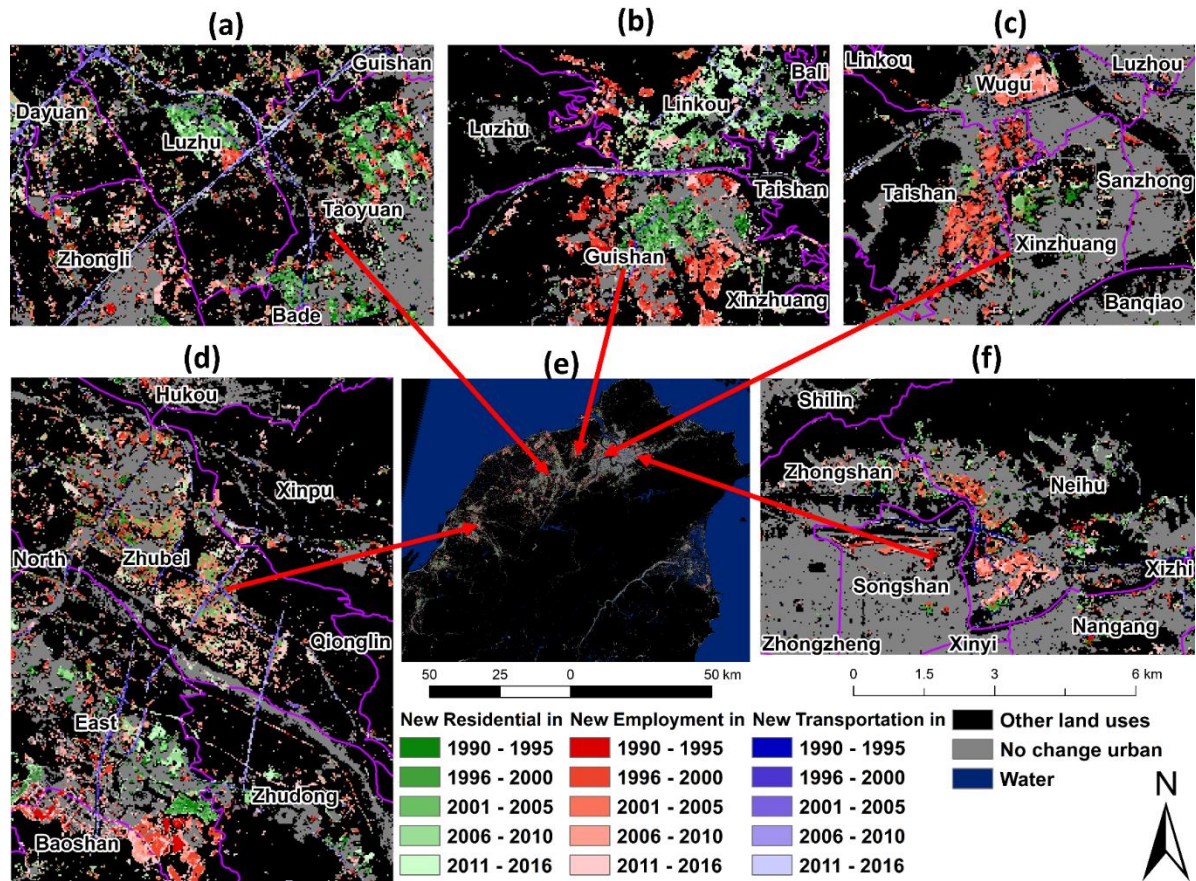 (a)
(b)
(c)
Guishan
Dayuan
Luzhu
Taoyuan
Zhongli
Bade
Bali
Linkou
Luzhu
Taishan
Guishan
Xinzhuang
Linkou
Wugu
Luzhou
Taishan
Sanzhong
Xinzhuang
Banqiao
(d)
(e)
(f)
Hukou
Xinpu
North
Zhubei
Qionglin
East
Zhudong
Baoshan
Shilin
Zhongshan
Neihu
Songshan
Xizhi
Nangang
Zhongzheng
Xinyi
50 25 0 50 km
0 1.5 3 6 km
New Residential in
1990 - 1995
1996 - 2000
2001 - 2005
2006 - 2010
2011 - 2016
New Employment in
1990 - 1995
1996 - 2000
2001 - 2005
2006 - 2010
2011 - 2016
New Transportation in
1990 - 1995
1996 - 2000
2001 - 2005
2006 - 2010
2011 - 2016
Other land uses
No change urban
Water
N